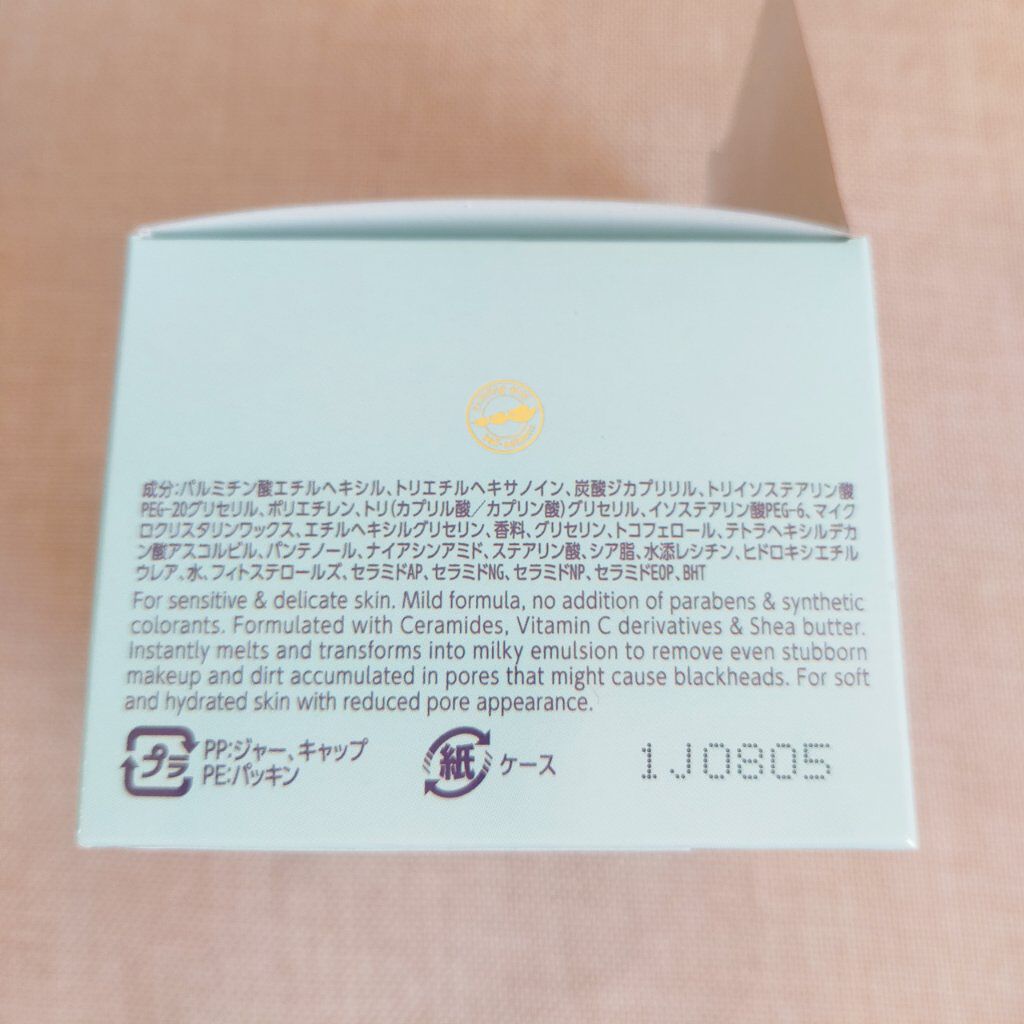 成分:パルミチン酸エチルヘキシル、トリエチルヘキサノイン、炭酸ジカプリリル、トリイソステアリン酸
PEG-20グリセリル、ポリエチレン、トリ(カプリル酸/カプリン酸)グリセリル、イソステアリン酸PEG-6、マイク
ロクリスタリンワックス、エチルヘキシルグリセリン、香料、グリセリン、トコフェロール、テトラヘキシルデカ
ン酸アスコルビル、パンテノール、ナイアシンアミド、ステアリン酸、シア脂、水添レシチン、ヒドロキシエチル
ウレア、水、フィトステロールズ、セラミドAP、セラミドNG、セラミドNP、セラミドEOP、BHT
For sensitive & delicate skin. Mild formula, no addition of parabens & synthetic
colorants. Formulated with Ceramides, Vitamin C derivatives & Shea butter.
Instantly melts and transforms into milky emulsion to remove even stubborn
makeup and dirt accumulated in pores that might cause blackheads. For soft
and hydrated skin with reduced pore appearance.
プラ PP:ジャー、キャップ
PE:パッキン
紙 ケース
1J0805